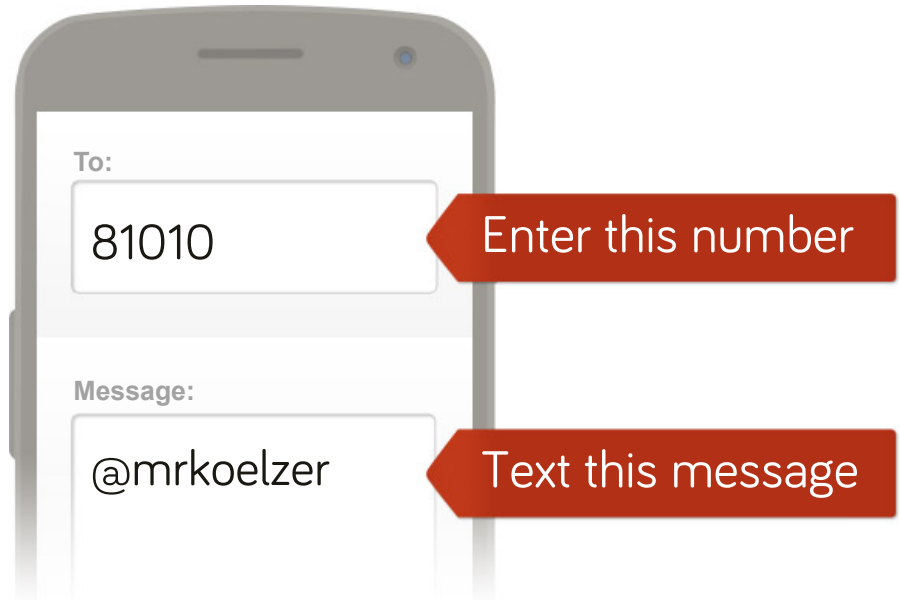 To:
81010
Enter this number
Message:
@mrkoelzer
Text this message